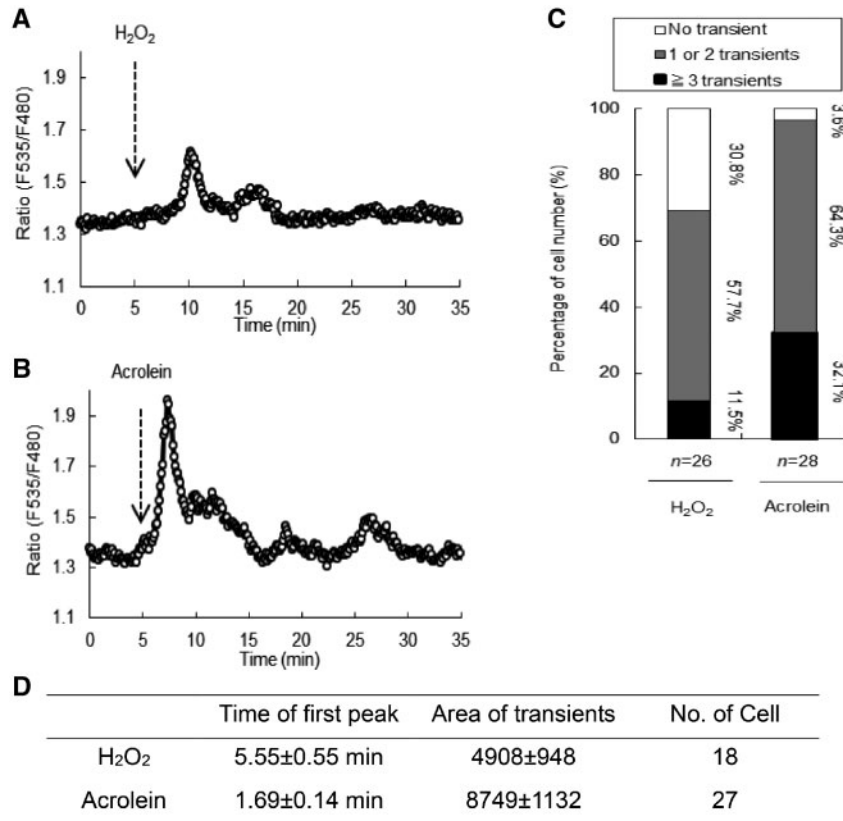 A
H₂O₂
Ratio (F535/F480)
1.9
1.7
1.5
1.3
1.1
0 5 10 15 20 25 30 35
Time (min)
B
Acrolein
Ratio (F535/F480)
1.9
1.7
1.5
1.3
1.1
0 5 10 15 20 25 30 35
Time (min)
C
No transient
1 or 2 transients
≧ 3 transients
Percentage of cell number (%)
100
80
60
40
20
0
30.8%
57.7%
11.5%
3.6%
64.3%
32.1%
n=26 n=28
H₂O₂ Acrolein
D
Time of first peak Area of transients No. of Cell
H₂O₂ 5.55±0.55 min 4908±948 18
Acrolein 1.69±0.14 min 8749±1132 27